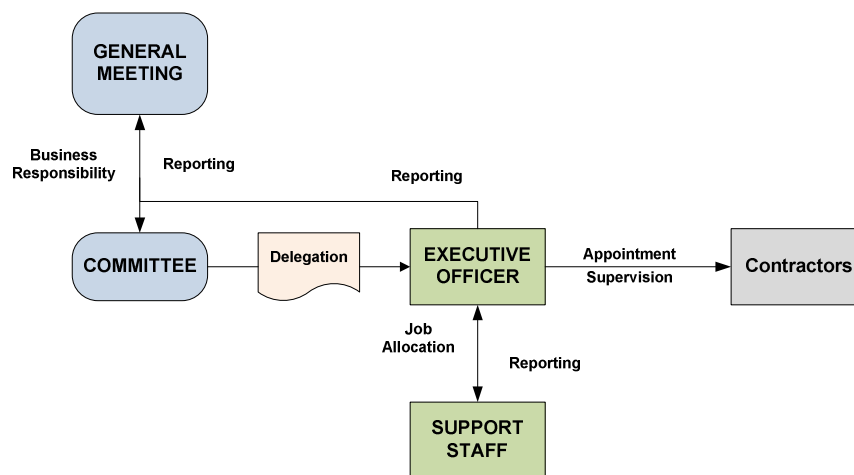 GENERAL
MEETING
Business
Responsibility
Reporting
Reporting
COMMITTEE
Delegation
EXECUTIVE
OFFICER
Appointment
Supervision
Contractors
Job
Allocation
Reporting
SUPPORT
STAFF